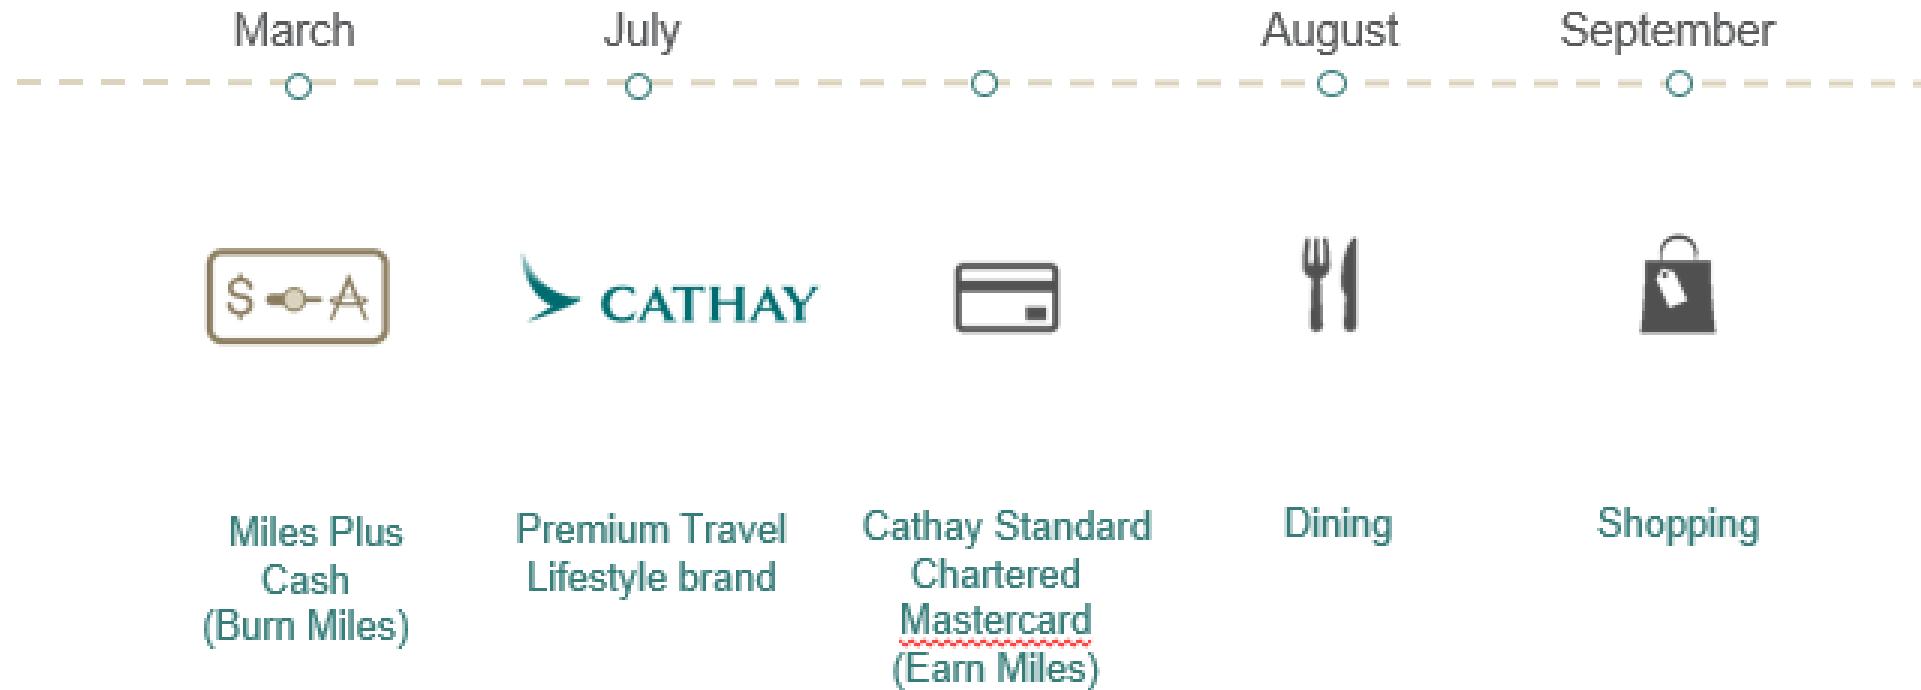 March
July
August
September
$ A
CATHAY
Miles Plus
Cash
(Burn Miles)
Premium Travel
Lifestyle brand
Cathay Standard
Chartered
Mastercard
(Earn Miles)
Dining
Shopping